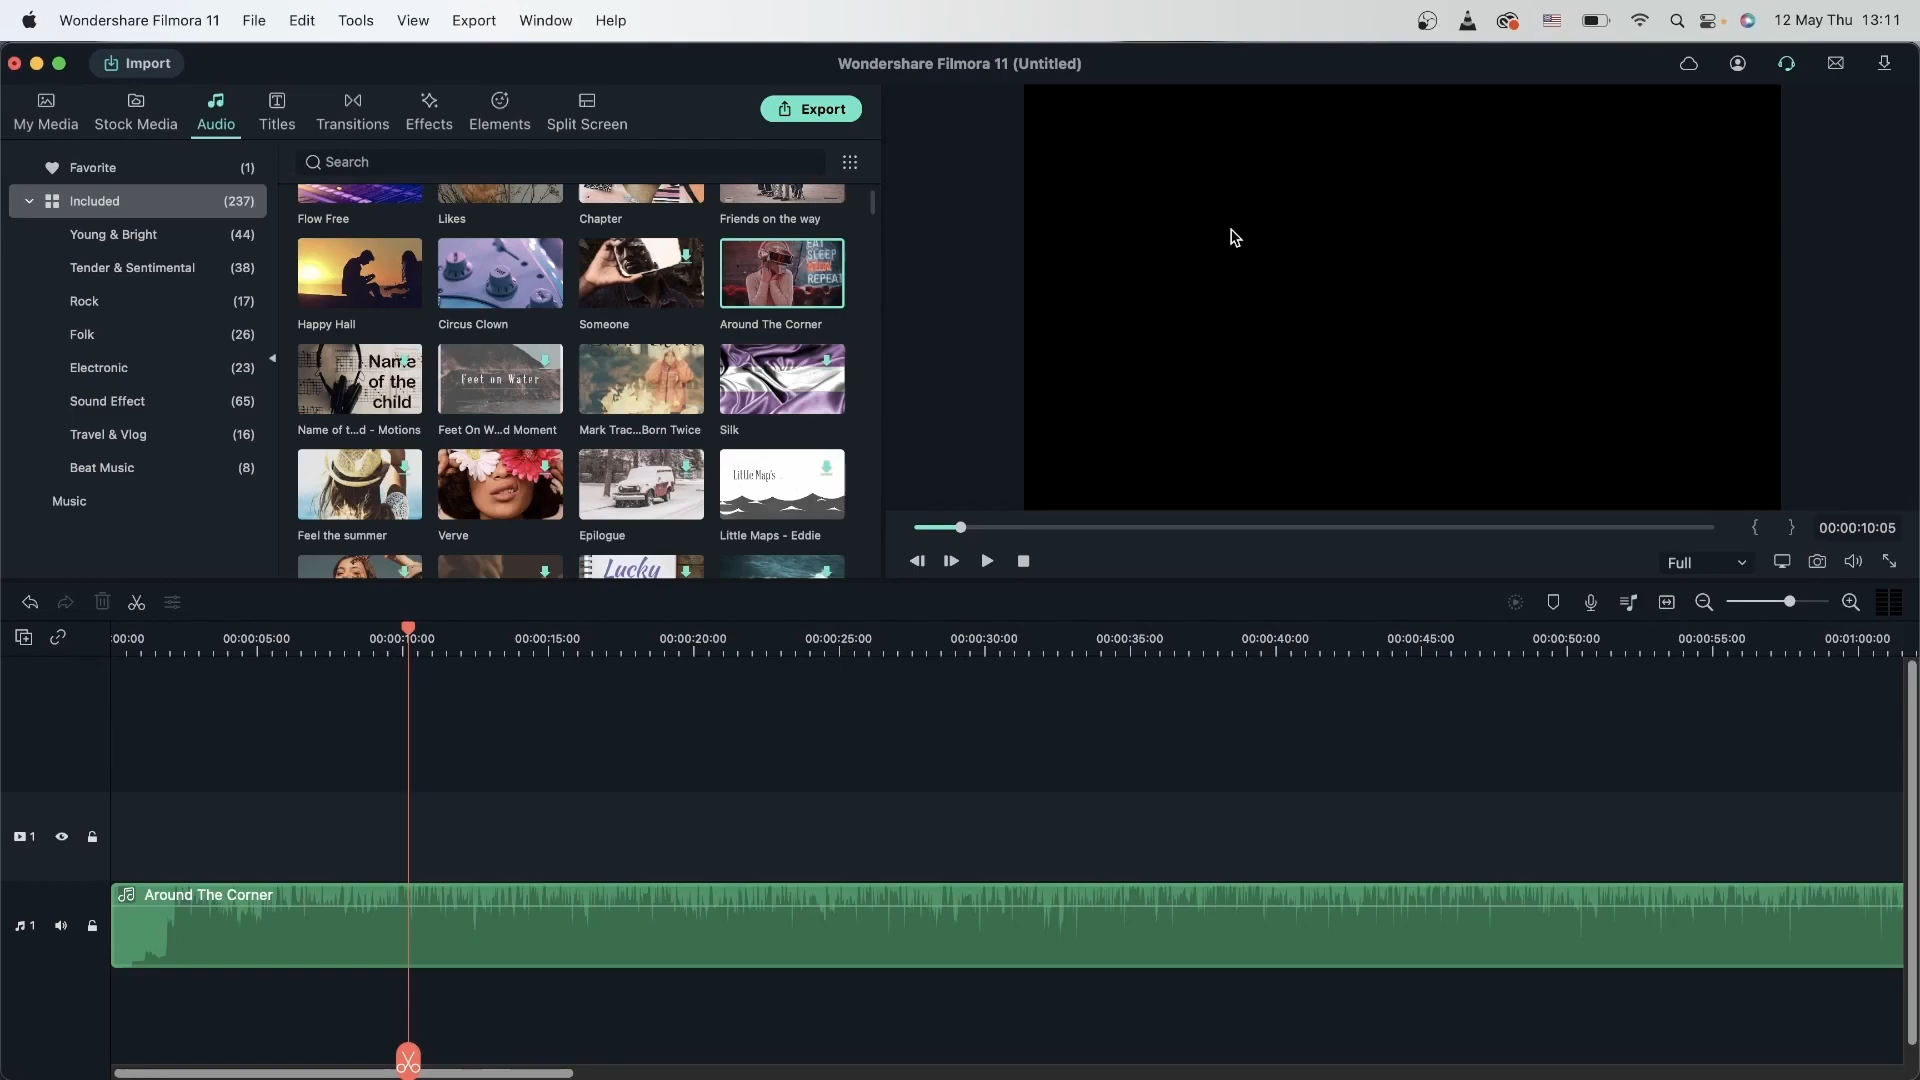 Wondershare Filmora 11 File Edit Tools View Export Window Help 12 May Thu 13:11
Import Wondershare Filmora 11 (Untitled)
My Media Stock Media Audio Titles Transitions Effects Elements Split Screen Export
Search
Favorite (1)
Included (237)
Young & Bright (44)
Tender & Sentimental (38)
Rock (17)
Folk (26)
Electronic (23)
Sound Effect (65)
Travel & Vlog (16)
Beat Music (8)
Music
Flow Free Likes Chapter Friends on the way
EAT
SLEEP
REPEAT
Happy Hall Circus Clown Someone Around The Corner
Name
of the
child
Feet on Water
Name of t...d - Motions Feet On W...d Moment Mark Trac...Born Twice Silk
Little Map's
Feel the summer Verve Epilogue Little Maps - Eddie
Lucky
00:00:10:05
Full
:00:00 00:00:05:00 00:00:10:00 00:00:15:00 00:00:20:00 00:00:25:00 00:00:30:00 00:00:35:00 00:00:40:00 00:00:45:00 00:00:50:00 00:00:55:00 00:01:00:00
1
Around The Corner
1